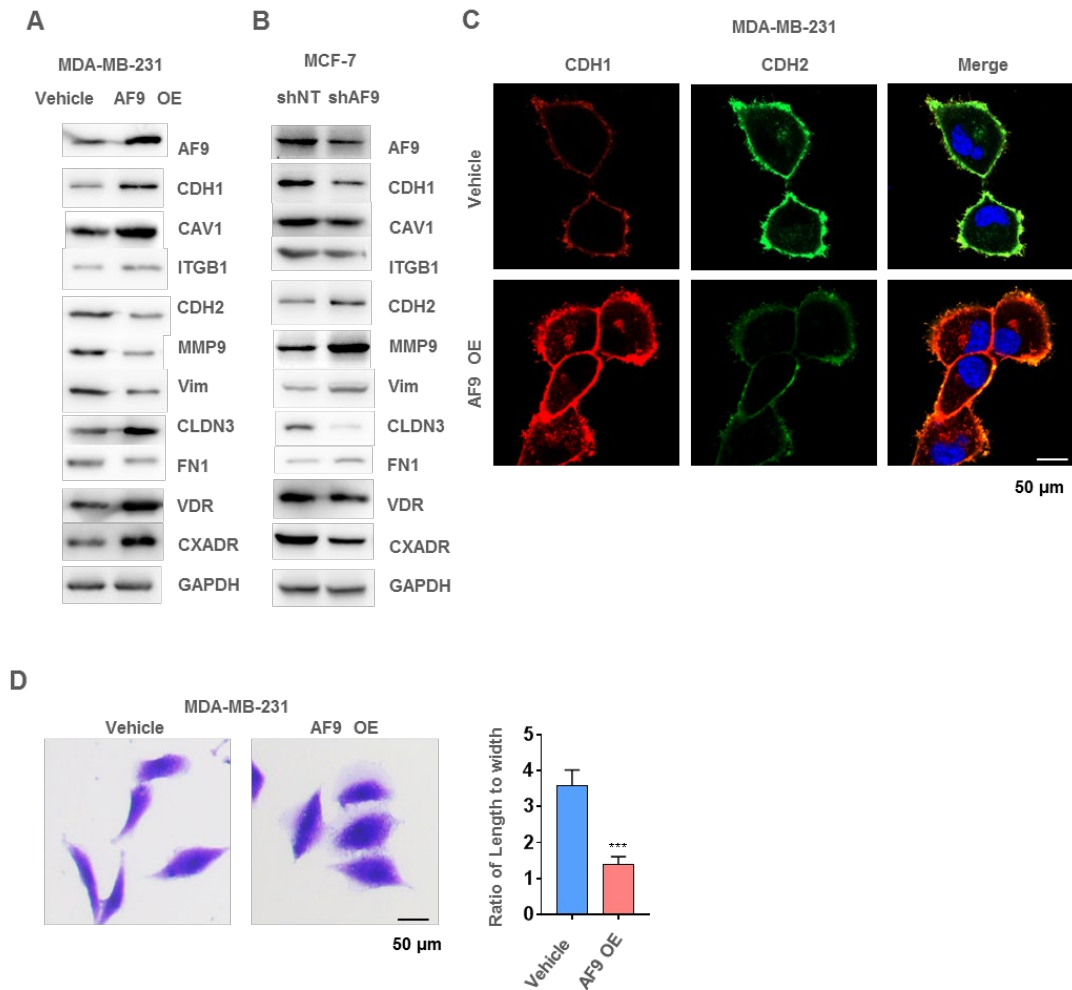 A
MDA-MB-231
Vehicle AF9 OE
AF9
CDH1
CAV1
ITGB1
CDH2
MMP9
Vim
CLDN3
FN1
VDR
CXADR
GAPDH
B
MCF-7
shNT shAF9
AF9
CDH1
CAV1
ITGB1
CDH2
MMP9
Vim
CLDN3
FN1
VDR
CXADR
GAPDH
C
MDA-MB-231
CDH1 CDH2 Merge
Vehicle
AF9 OE
50 µm
D
MDA-MB-231
Vehicle AF9 OE
50 µm
Ratio of Length to width
5
4
3
2
1
0
***
Vehicle
AF9 OE